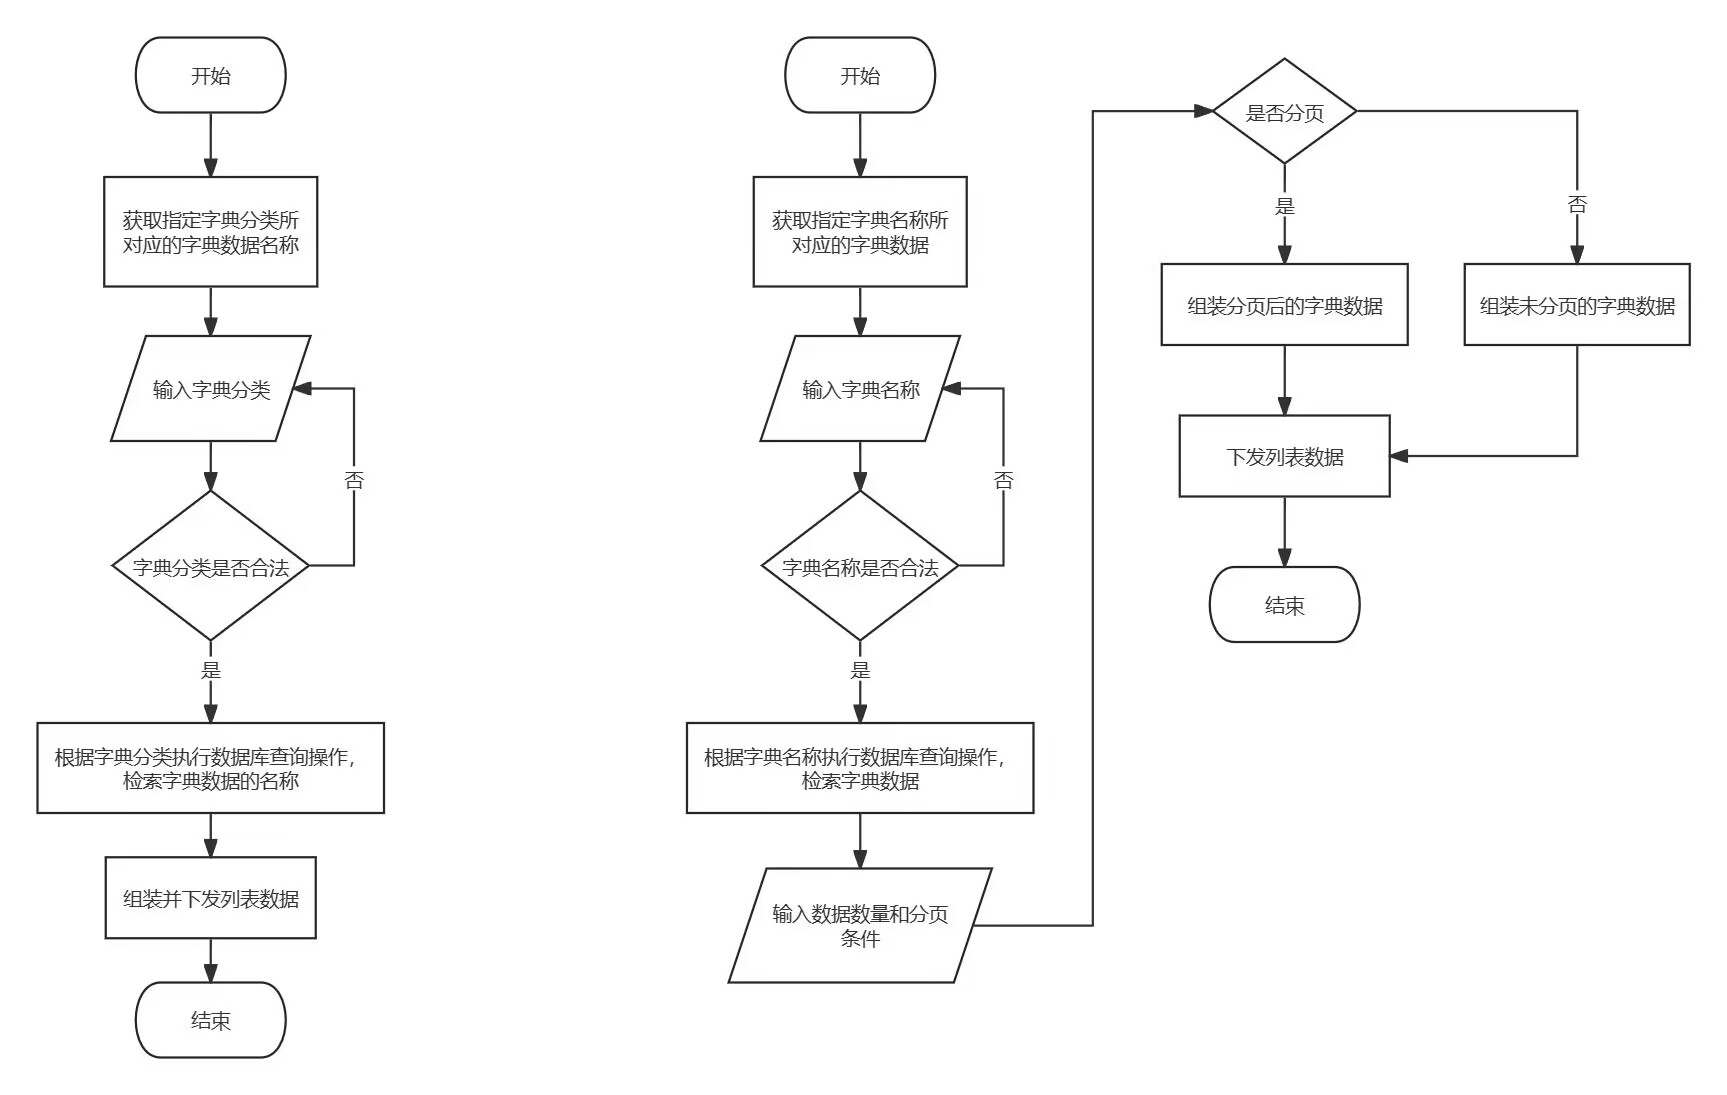 开始
获取指定字典分类所
对应的字典数据名称
输入字典分类
否
字典分类是否合法
是
根据字典分类执行数据库查询操作，
检索字典数据的名称
组装并下发列表数据
结束
开始
获取指定字典名称所
对应的字典数据
输入字典名称
否
字典名称是否合法
是
根据字典名称执行数据库查询操作，
检索字典数据
输入数据数量和分页
条件
是否分页
是
否
组装分页后的字典数据
组装未分页的字典数据
下发列表数据
结束